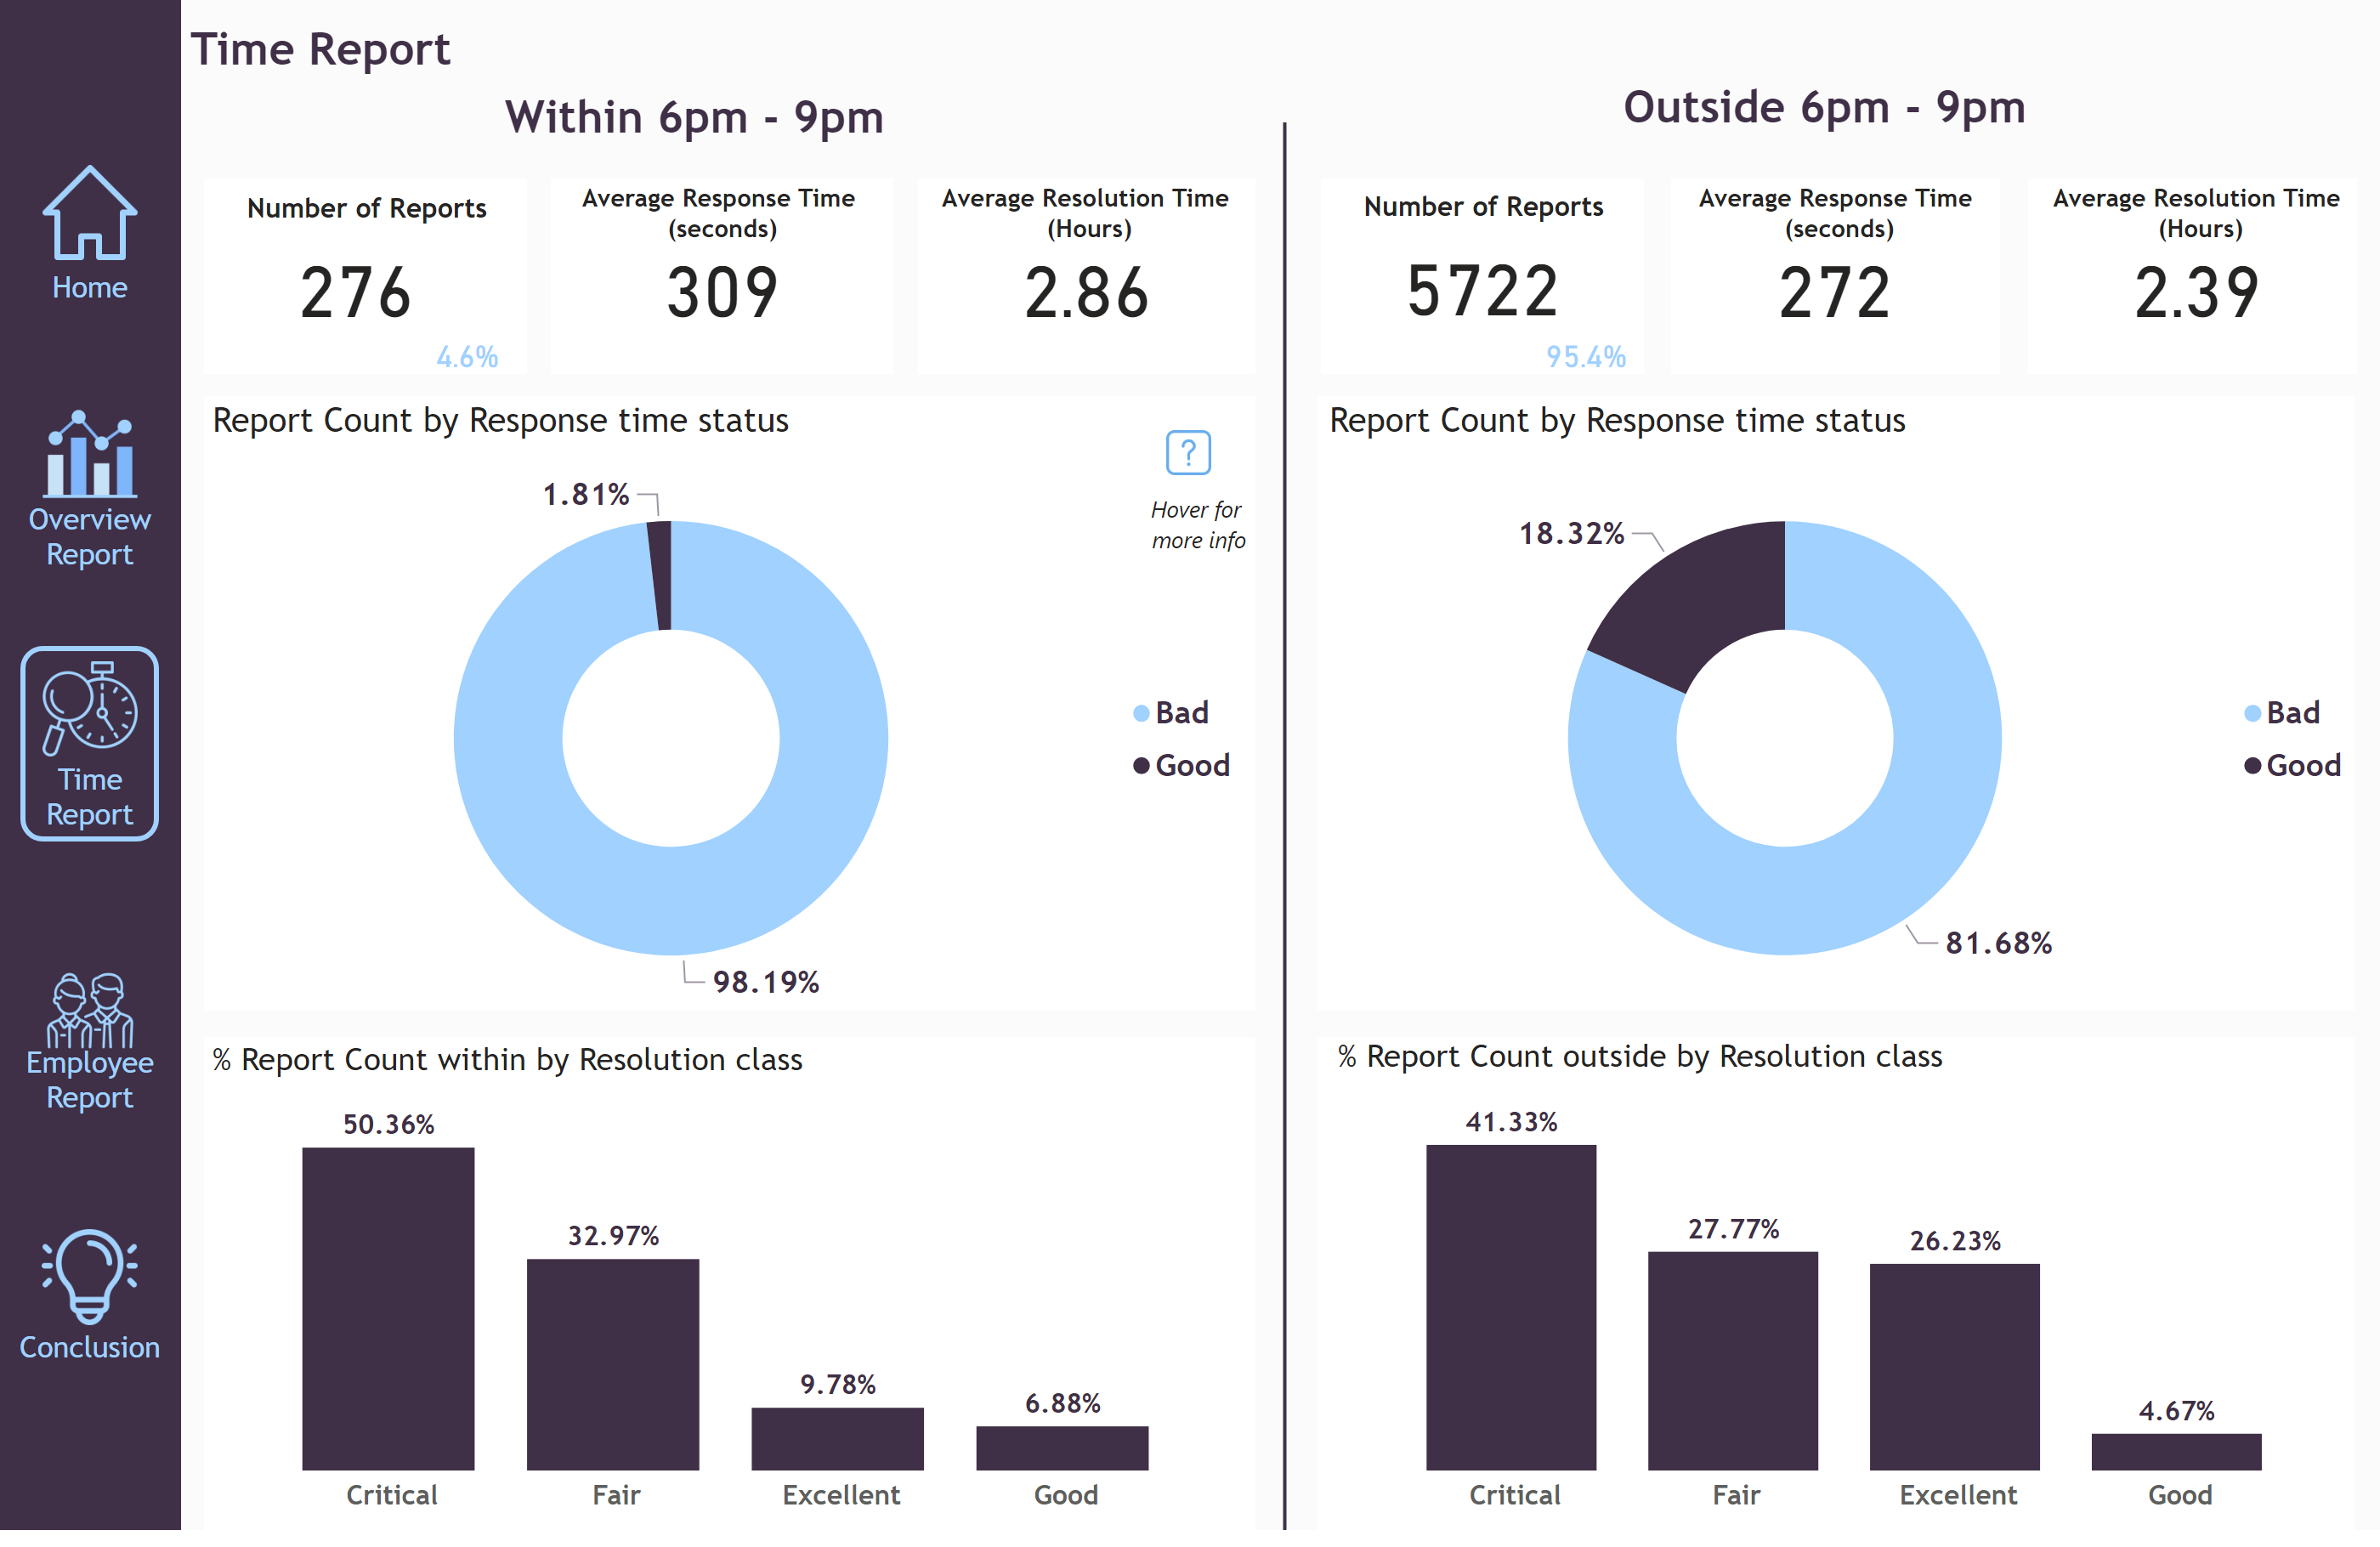 Time Report
Home
Overview
Report
Time
Report
Employee
Report
Conclusion
Within 6pm - 9pm
Number of Reports
276
4.6%
Average Response Time
(seconds)
309
Average Resolution Time
(Hours)
2.86
Report Count by Response time status
?
Hover for
more info
1.81%
98.19%
Bad
Good
% Report Count within by Resolution class
50.36%
32.97%
9.78%
6.88%
Critical
Fair
Excellent
Good
Outside 6pm - 9pm
Number of Reports
5722
95.4%
Average Response Time
(seconds)
272
Average Resolution Time
(Hours)
2.39
Report Count by Response time status
18.32%
81.68%
Bad
Good
% Report Count outside by Resolution class
41.33%
27.77%
26.23%
4.67%
Critical
Fair
Excellent
Good